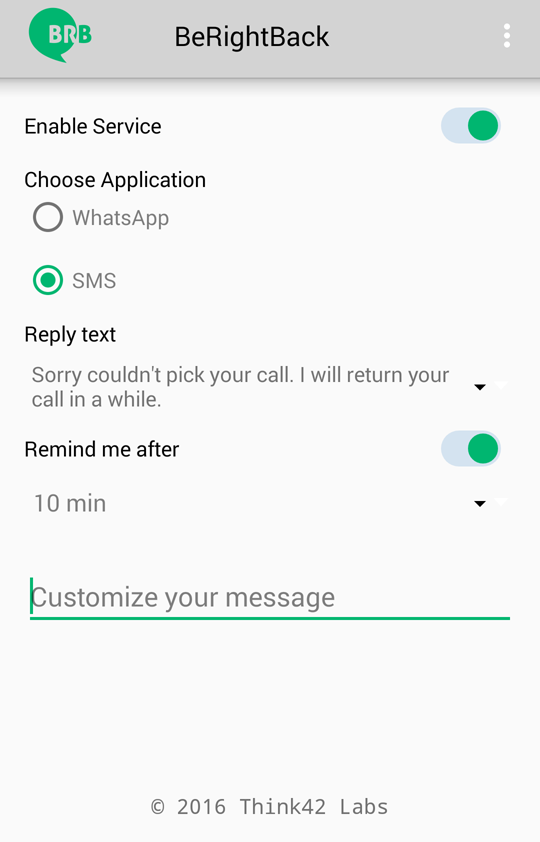 BRB
BeRightBack
Enable Service
Choose Application
WhatsApp
SMS
Reply text
Sorry couldn't pick your call. I will return your
call in a while.
Remind me after
10 min
Customize your message
© 2016 Think42 Labs